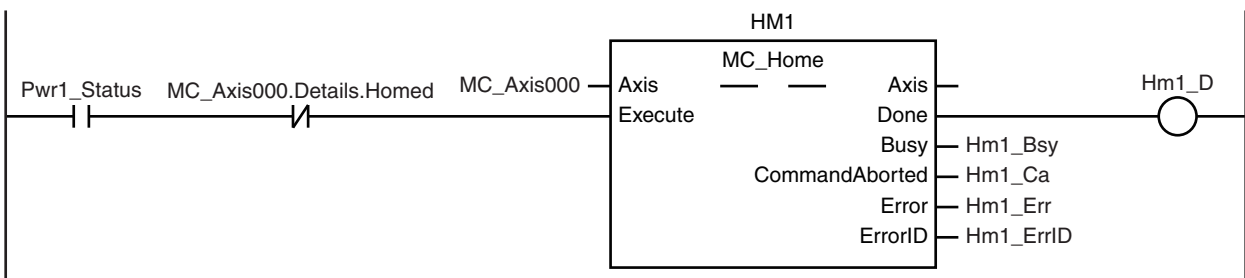 HM1
MC_Home
Pwr1_Status MC_Axis000.Details.Homed MC_Axis000 Axis Axis Hm1_D
Execute Done
Busy Hm1_Bsy
CommandAborted Hm1_Ca
Error Hm1_Err
ErrorID Hm1_ErrID